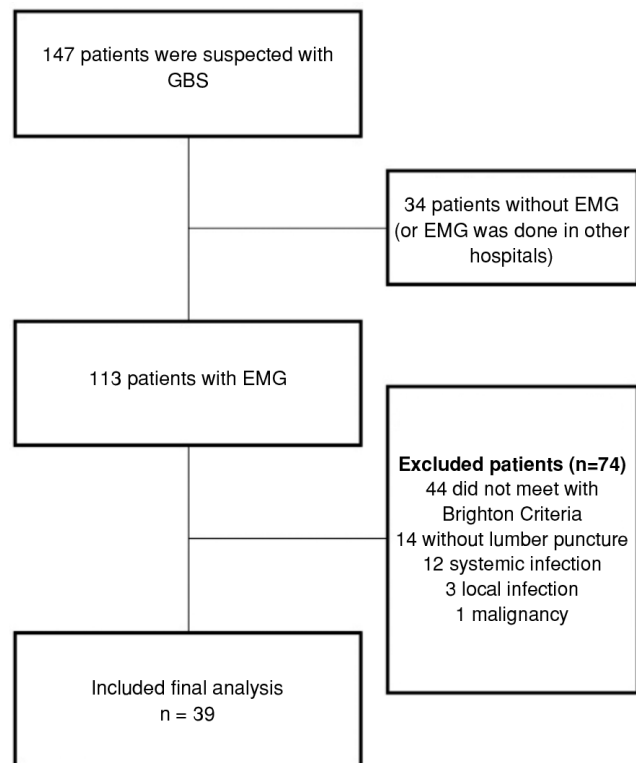 147 patients were suspected with
GBS
34 patients without EMG
(or EMG was done in other
hospitals)
113 patients with EMG
Excluded patients (n=74)
44 did not meet with
Brighton Criteria
14 without lumber puncture
12 systemic infection
3 local infection
1 malignancy
Included final analysis
n = 39